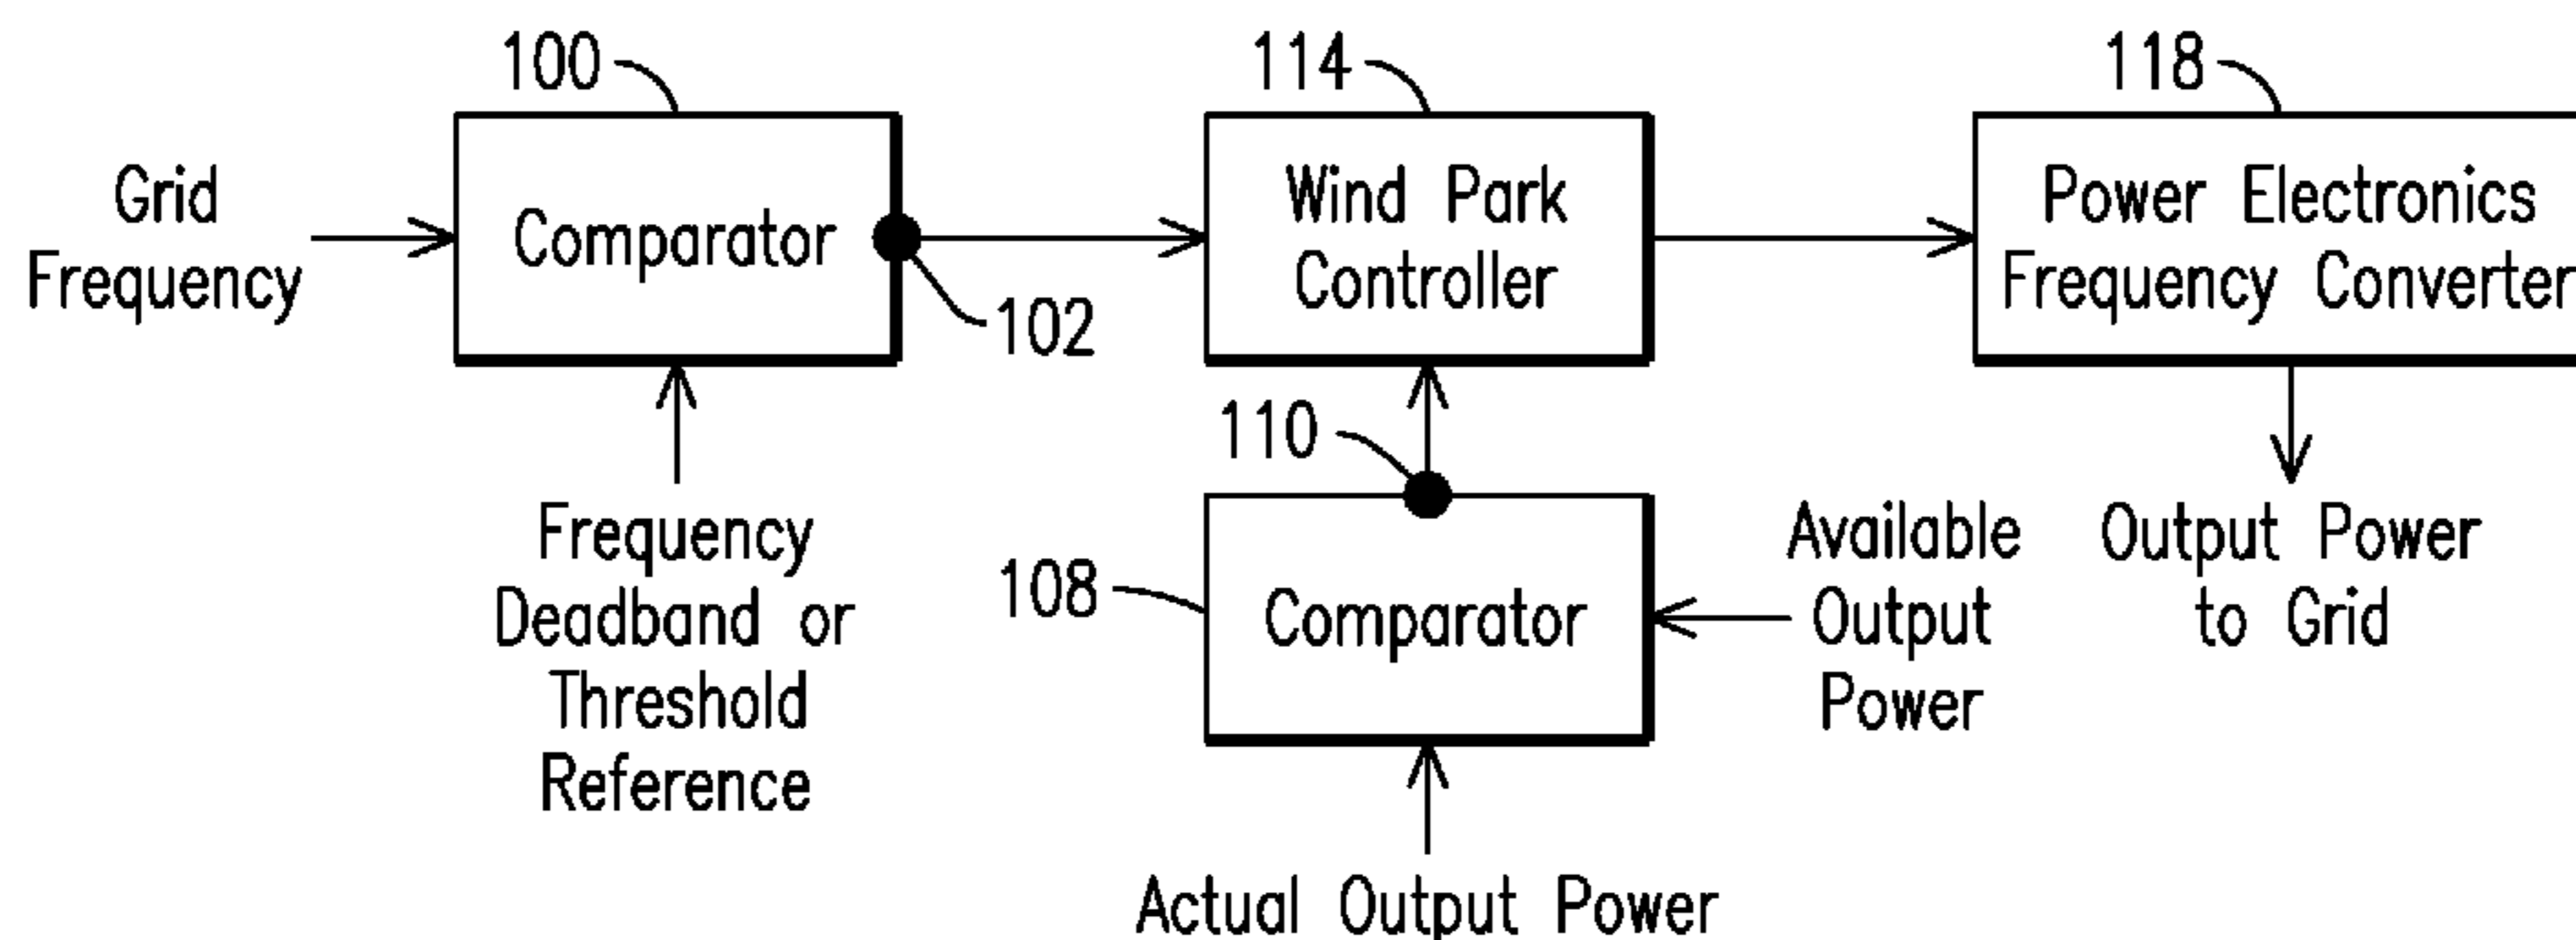 100
114
118
Grid
Frequency
Comparator
102
Wind Park
Controller
Power Electronics
Frequency Converter
110
Frequency
Deadband or
Threshold
Reference
108
Comparator
Available
Output
Power
Output Power
to Grid
Actual Output Power